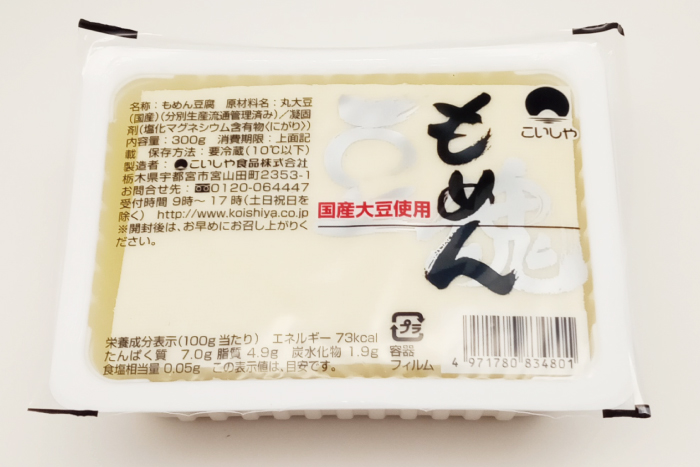 名称：もめん豆腐 原材料名：丸大豆
(国産)(分別生産流通管理済み)／凝固
剤(塩化マグネシウム含有物〈にがり〉)
内容量：300g 消費期限：上面記
載 保存方法：要冷蔵(10℃以下)
製造者：こいしや食品株式会社
栃木県宇都宮市宮山田町2353-1
お問合せ先：0120-064447
受付時間 9時～17時(土日祝日を
除く) http://www.koishiya.co.jp
※開封後は、お早めにお召し上がりく
ださい。
こいしや
もめん
国産大豆使用
栄養成分表示(100g当たり) エネルギー 73kcal
たんぱく質 7.0g 脂質 4.9g 炭水化物 1.9g
食塩相当量 0.05g この表示値は、目安です。
プラ
容器
フィルム
4 971780 834801